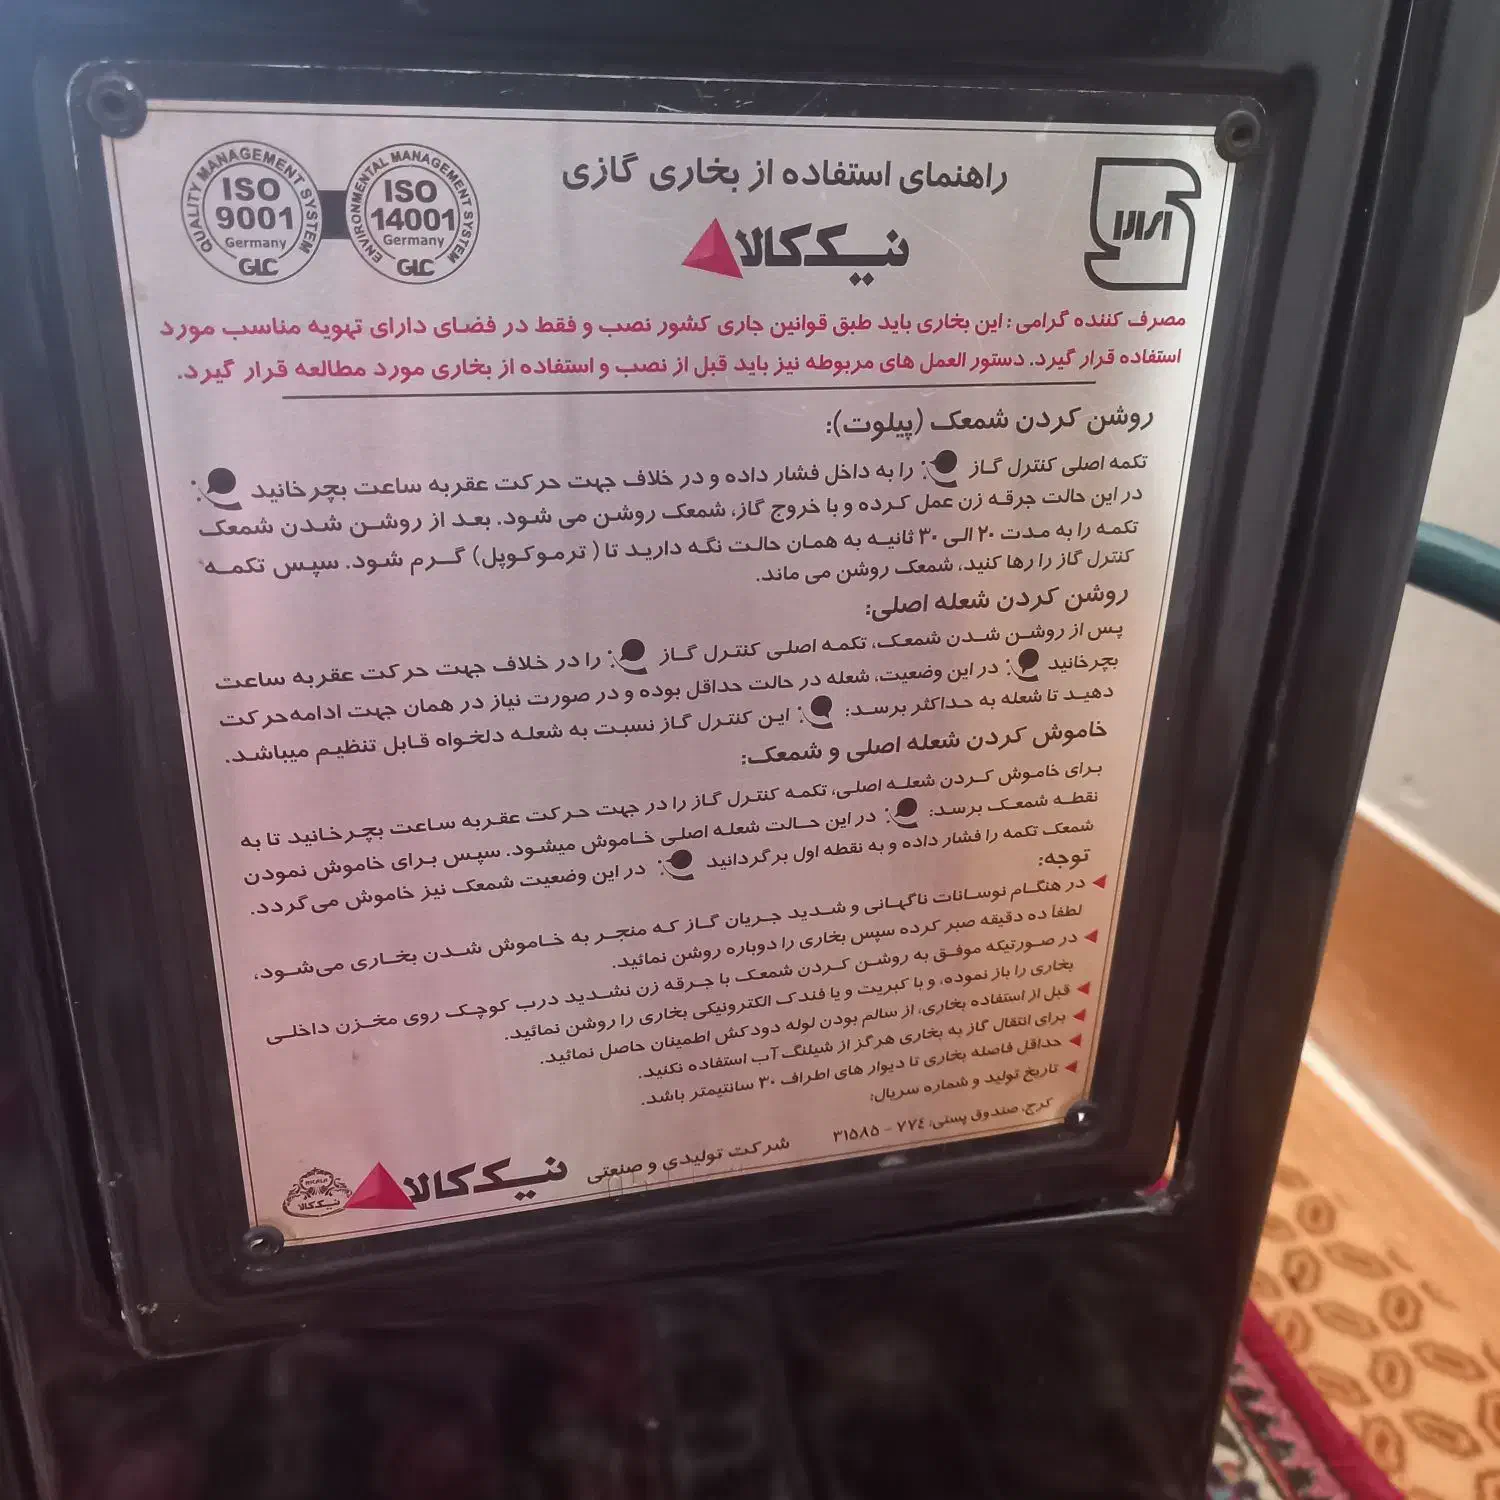 راهنمای استفاده از بخاری گازی
نیک کالا
ISO 9001
Germany
GLC
QUALITY MANAGEMENT SYSTEM
ISO 14001
Germany
GLC
ENVIRONMENTAL MANAGEMENT SYSTEM
مصرف کننده گرامی: این بخاری باید طبق قوانین جاری کشور نصب و فقط در فضای دارای تهویه مناسب مورد
استفاده قرار گیرد. دستور العمل های مربوطه نیز باید قبل از نصب و استفاده از بخاری مورد مطالعه قرار گیرد.
روشن کردن شمعک (پیلوت):
تکمه اصلی کنترل گاز را به داخل فشار داده و در خلاف جهت حرکت عقربه ساعت بچرخانید
در این حالت جرقه زن عمل کرده و با خروج گاز، شمعک روشن می شود. بعد از روشن شدن شمعک
تکمه را به مدت ۲۰ الی ۳۰ ثانیه به همان حالت نگه دارید تا (ترموکوپل) گرم شود. سپس تکمه
کنترل گاز را رها کنید، شمعک روشن می ماند.
روشن کردن شعله اصلی:
پس از روشن شدن شمعک، تکمه اصلی کنترل گاز را در خلاف جهت حرکت عقربه ساعت
بچرخانید در این وضعیت، شعله در حالت حداقل بوده و در صورت نیاز در همان جهت ادامه حرکت
دهید تا شعله به حداکثر برسد: این کنترل گاز نسبت به شعله دلخواه قابل تنظیم میباشد.
خاموش کردن شعله اصلی و شمعک:
برای خاموش کردن شعله اصلی، تکمه کنترل گاز را در جهت حرکت عقربه ساعت بچرخانید تا به
نقطه شمعک برسد: در این حالت شعله اصلی خاموش میشود. سپس برای خاموش نمودن
شمعک تکمه را فشار داده و به نقطه اول برگردانید در این وضعیت شمعک نیز خاموش می گردد.
توجه:
در هنگام نوسانات ناگهانی و شدید جریان گاز که منجر به خاموش شدن بخاری می شود،
لطفاً ده دقیقه صبر کرده سپس بخاری را دوباره روشن نمائید.
در صورتیکه موفق به روشن کردن شمعک با جرقه زن نشدید درب کوچک روی مخزن داخلی
بخاری را باز نموده، و با کبریت و یا فندک الکترونیکی بخاری را روشن نمائید.
قبل از استفاده بخاری، از سالم بودن لوله دودکش اطمینان حاصل نمائید.
برای انتقال گاز به بخاری هرگز از شیلنگ آب استفاده نکنید.
حداقل فاصله بخاری تا دیوار های اطراف ۳۰ سانتیمتر باشد.
تاریخ تولید و شماره سریال:
کرج، صندوق پستی: ۷۷۴ - ۳۱۵۸۵
شرکت تولیدی و صنعتی نیک کالا
نیک کالا